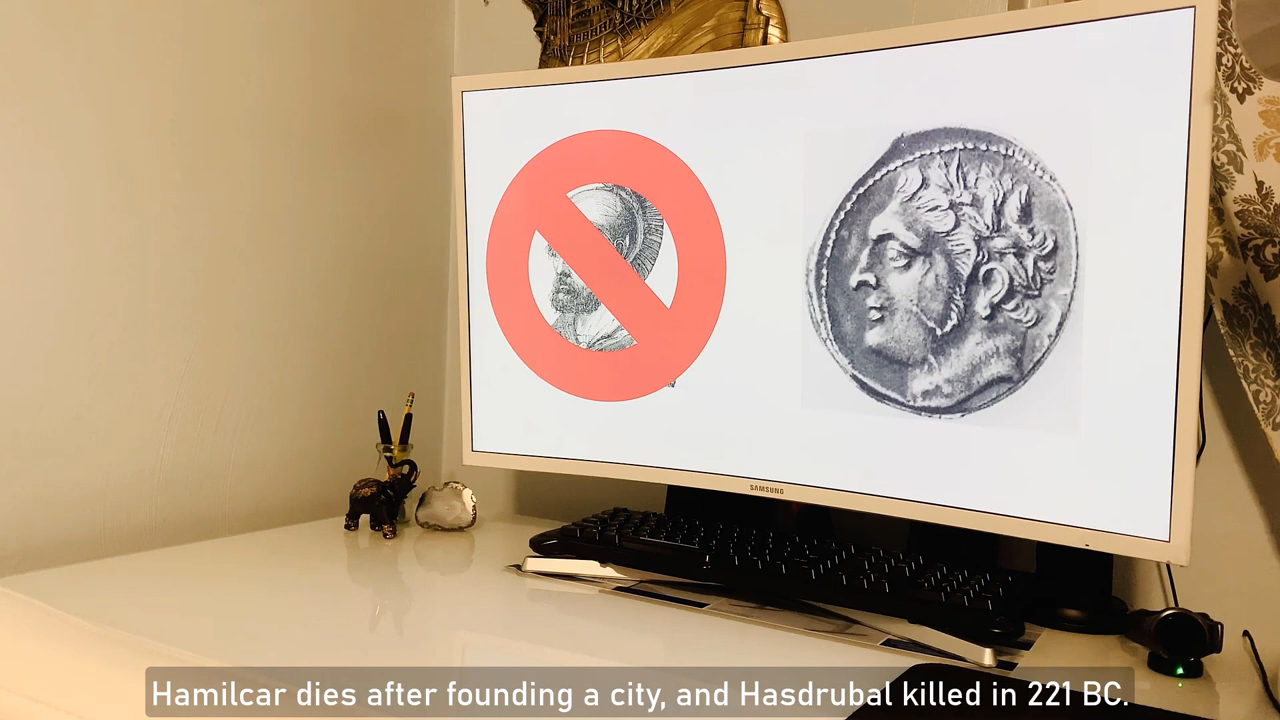 SAMSUNG
Hamilcar dies after founding a city, and Hasdrubal killed in 221 BC.